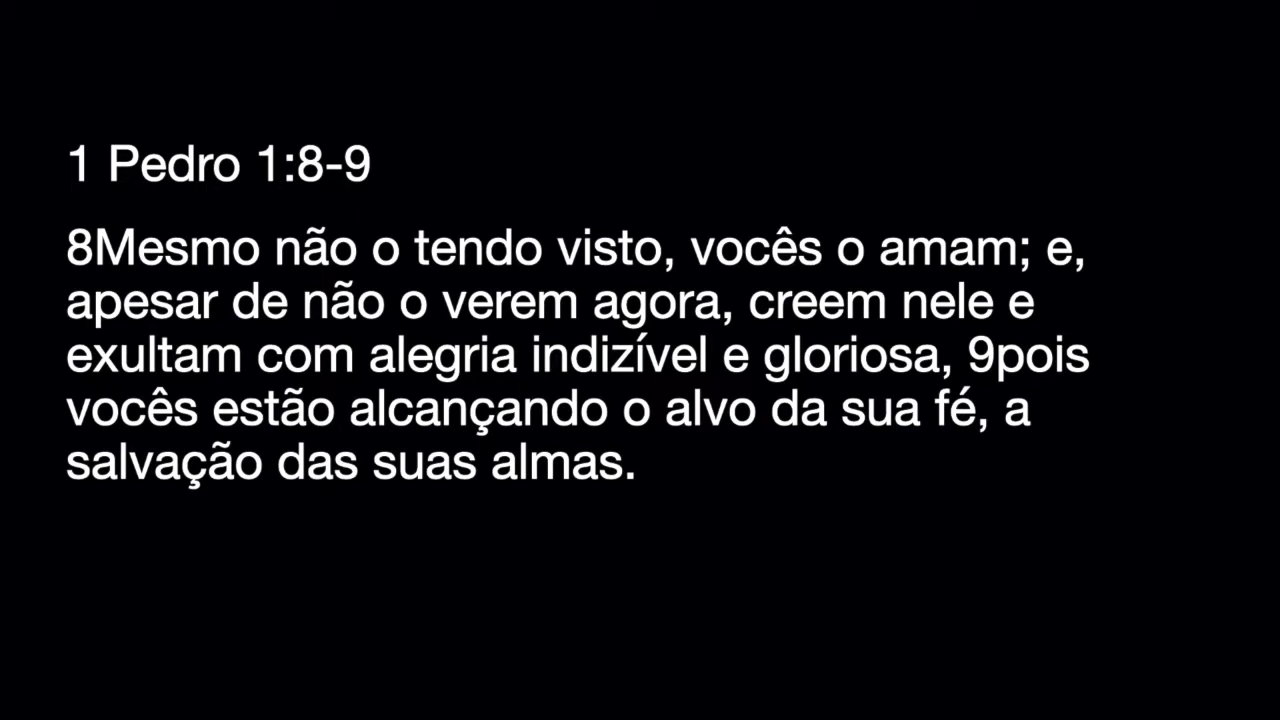 1 Pedro 1:8-9
8Mesmo não o tendo visto, vocês o amam; e,
apesar de não o verem agora, creem nele e
exultam com alegria indizível e gloriosa, 9pois
vocês estão alcançando o alvo da sua fé, a
salvação das suas almas.